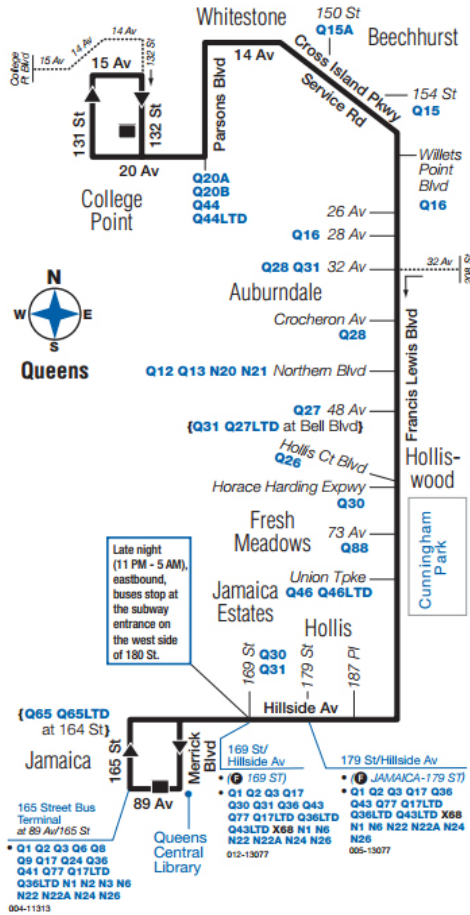 Whitestone
150 St
Q15A
Beechhurst
14 Av
14 Av
15 Av
College
Pt Blvd
132 St
15 Av
14 Av
Cross Island Pkwy
Service Rd
154 St
Q15
131 St
132 St
Parsons Blvd
20 Av
Willets
Point
Blvd
Q16
College
Point
Q20A
Q20B
Q44
Q44LTD
26 Av
Q16 28 Av
Q28 Q31 32 Av
32 Av
208 St
Auburndale
N
W E
S
Queens
Crocheron Av
Q28
Francis Lewis Blvd
Q12 Q13 N20 N21 Northern Blvd
Q27 48 Av
{Q31 Q27LTD at Bell Blvd}
Hollis Ct Blvd
Q26
Hollis-
wood
Horace Harding Expwy
Q30
Fresh
Meadows
73 Av
Q88
Cunningham
Park
Late night
(11 PM - 5 AM),
eastbound,
buses stop at
the subway
entrance on
the west side
of 180 St.
Union Tpke
Q46 Q46LTD
Jamaica
Estates
Hollis
169 St
Q30
Q31
179 St
187 Pl
Hillside Av
{Q65 Q65LTD
at 164 St}
Jamaica
165 St
Merrick
Blvd
89 Av
Queens
Central
Library
165 Street Bus
Terminal
at 89 Av/165 St
• Q1 Q2 Q3 Q6 Q8
Q9 Q17 Q24 Q36
Q41 Q77 Q17LTD
Q36LTD N1 N2 N3 N6
N22 N22A N24 N26
004-11313
169 St/
Hillside Av
• (F 169 ST)
• Q1 Q2 Q3 Q17
Q30 Q31 Q36 Q43
Q77 Q17LTD Q36LTD
Q43LTD X68 N1 N6
N22 N22A N24 N26
012-13077
179 St/Hillside Av
• (F JAMAICA-179 ST)
• Q1 Q2 Q3 Q17 Q36
Q43 Q77 Q17LTD
Q36LTD Q43LTD X68
N1 N6 N22 N22A N24
N26
005-13077